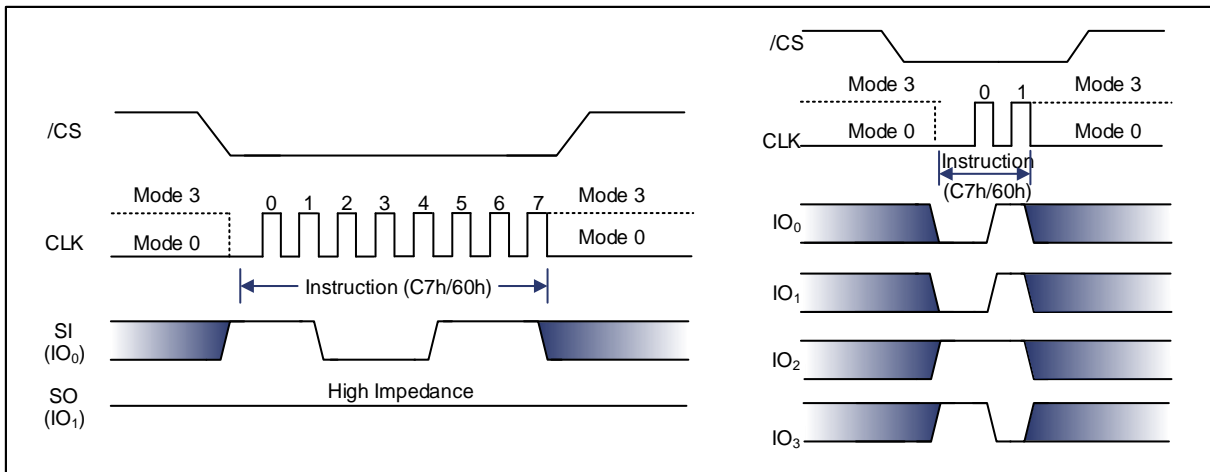 /CS
Mode 3
Mode 3
0 1 2 3 4 5 6 7
CLK
Mode 0
Mode 0
Instruction (C7h/60h)
SI
(IO0)
High Impedance
SO
(IO1)
/CS
Mode 3
0 1
Mode 3
CLK
Mode 0
Mode 0
Instruction
(C7h/60h)
IO0
IO1
IO2
IO3